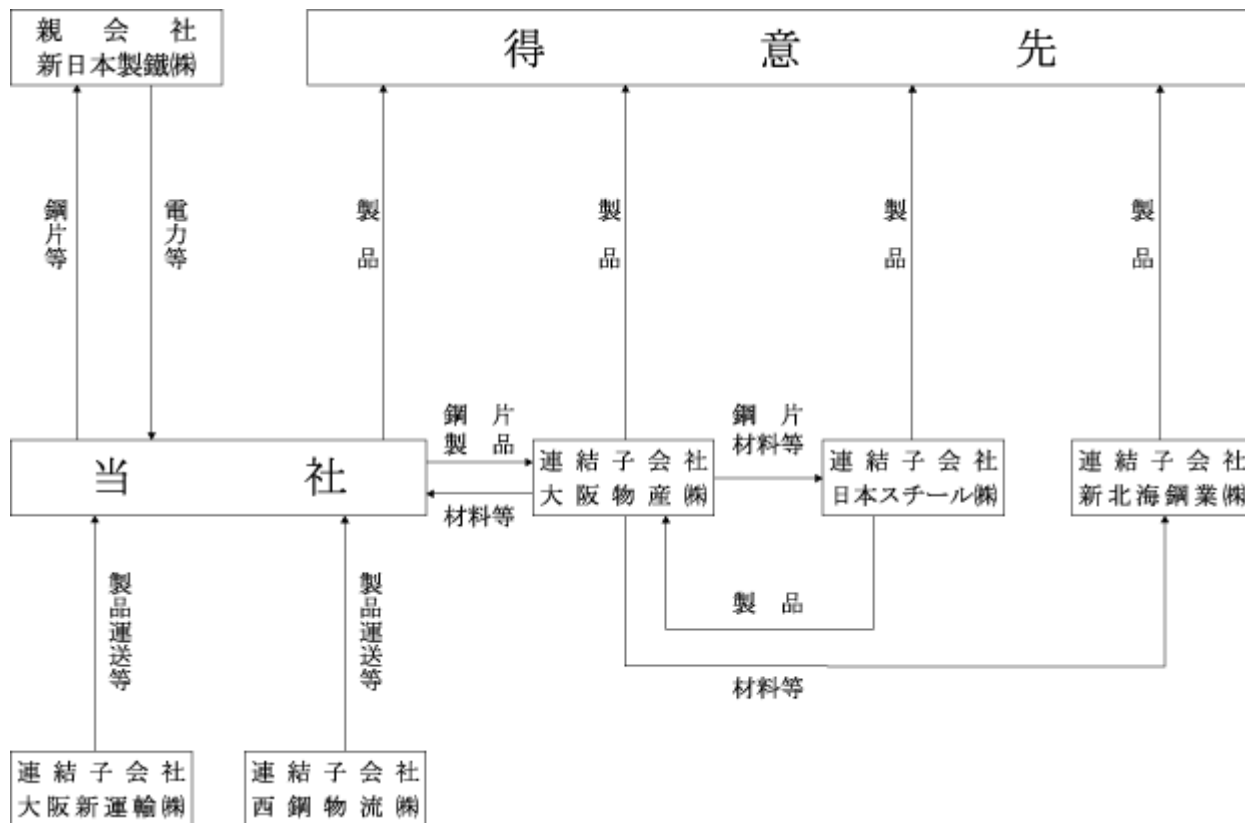 親会社
新日本製鐵㈱
得意先
鋼片等
電力等
製品
製品
製品
製品
鋼片
製品
鋼片
材料等
当社
連結子会社
大阪物産㈱
連結子会社
日本スチール㈱
連結子会社
新北海鋼業㈱
材料等
製品運送等
製品運送等
製品
材料等
連結子会社
大阪新運輸㈱
連結子会社
西鋼物流㈱